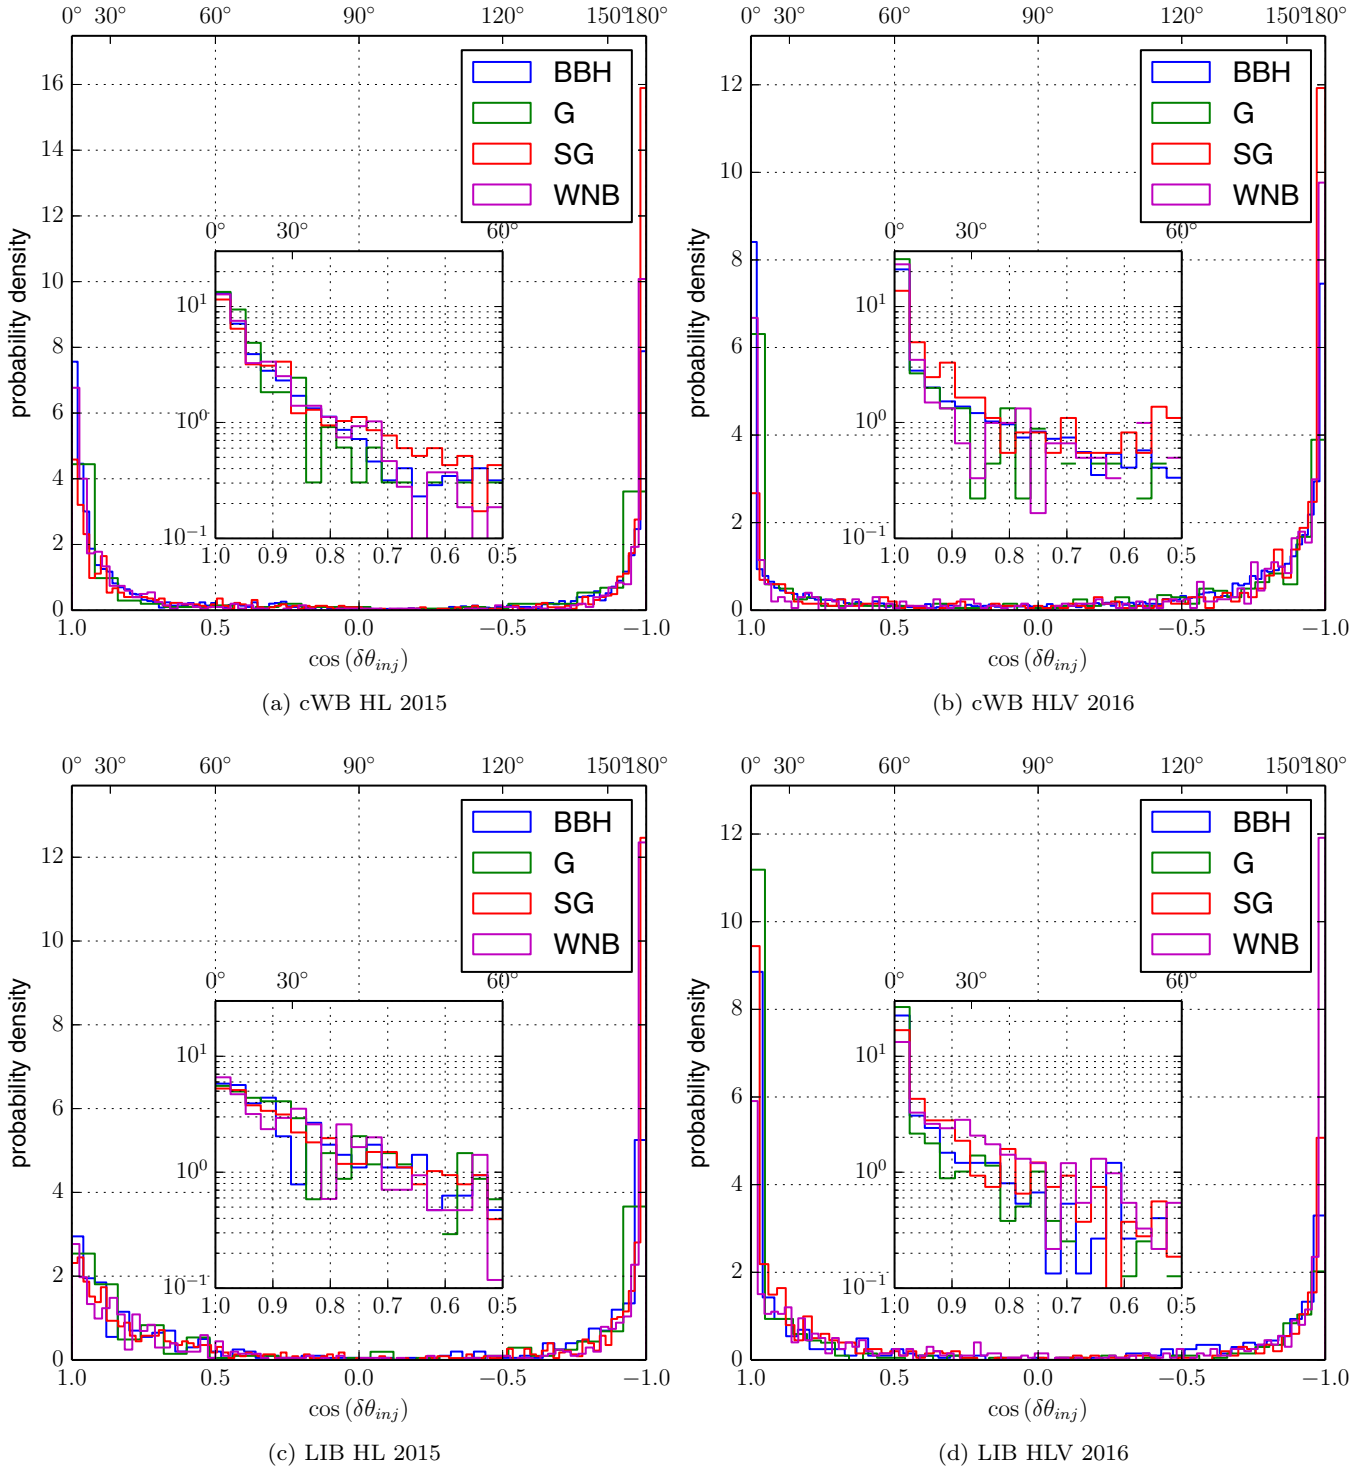 0° 30° 60° 90° 120° 150° 180°
16
14
12
10
8
6
4
2
0
probability density
BBH
G
SG
WNB
0° 30° 60°
10^1
10^0
10^−1
1.0 0.9 0.8 0.7 0.6 0.5
1.0 0.5 0.0 −0.5 −1.0
cos (δθ_inj)
(a) cWB HL 2015
0° 30° 60° 90° 120° 150° 180°
12
10
8
6
4
2
0
probability density
BBH
G
SG
WNB
0° 30° 60°
10^1
10^0
10^−1
1.0 0.9 0.8 0.7 0.6 0.5
1.0 0.5 0.0 −0.5 −1.0
cos (δθ_inj)
(b) cWB HLV 2016
0° 30° 60° 90° 120° 150° 180°
12
10
8
6
4
2
0
probability density
BBH
G
SG
WNB
0° 30° 60°
10^1
10^0
10^−1
1.0 0.9 0.8 0.7 0.6 0.5
1.0 0.5 0.0 −0.5 −1.0
cos (δθ_inj)
(c) LIB HL 2015
0° 30° 60° 90° 120° 150° 180°
12
10
8
6
4
2
0
probability density
BBH
G
SG
WNB
0° 30° 60°
10^1
10^0
10^−1
1.0 0.9 0.8 0.7 0.6 0.5
1.0 0.5 0.0 −0.5 −1.0
cos (δθ_inj)
(d) LIB HLV 2016